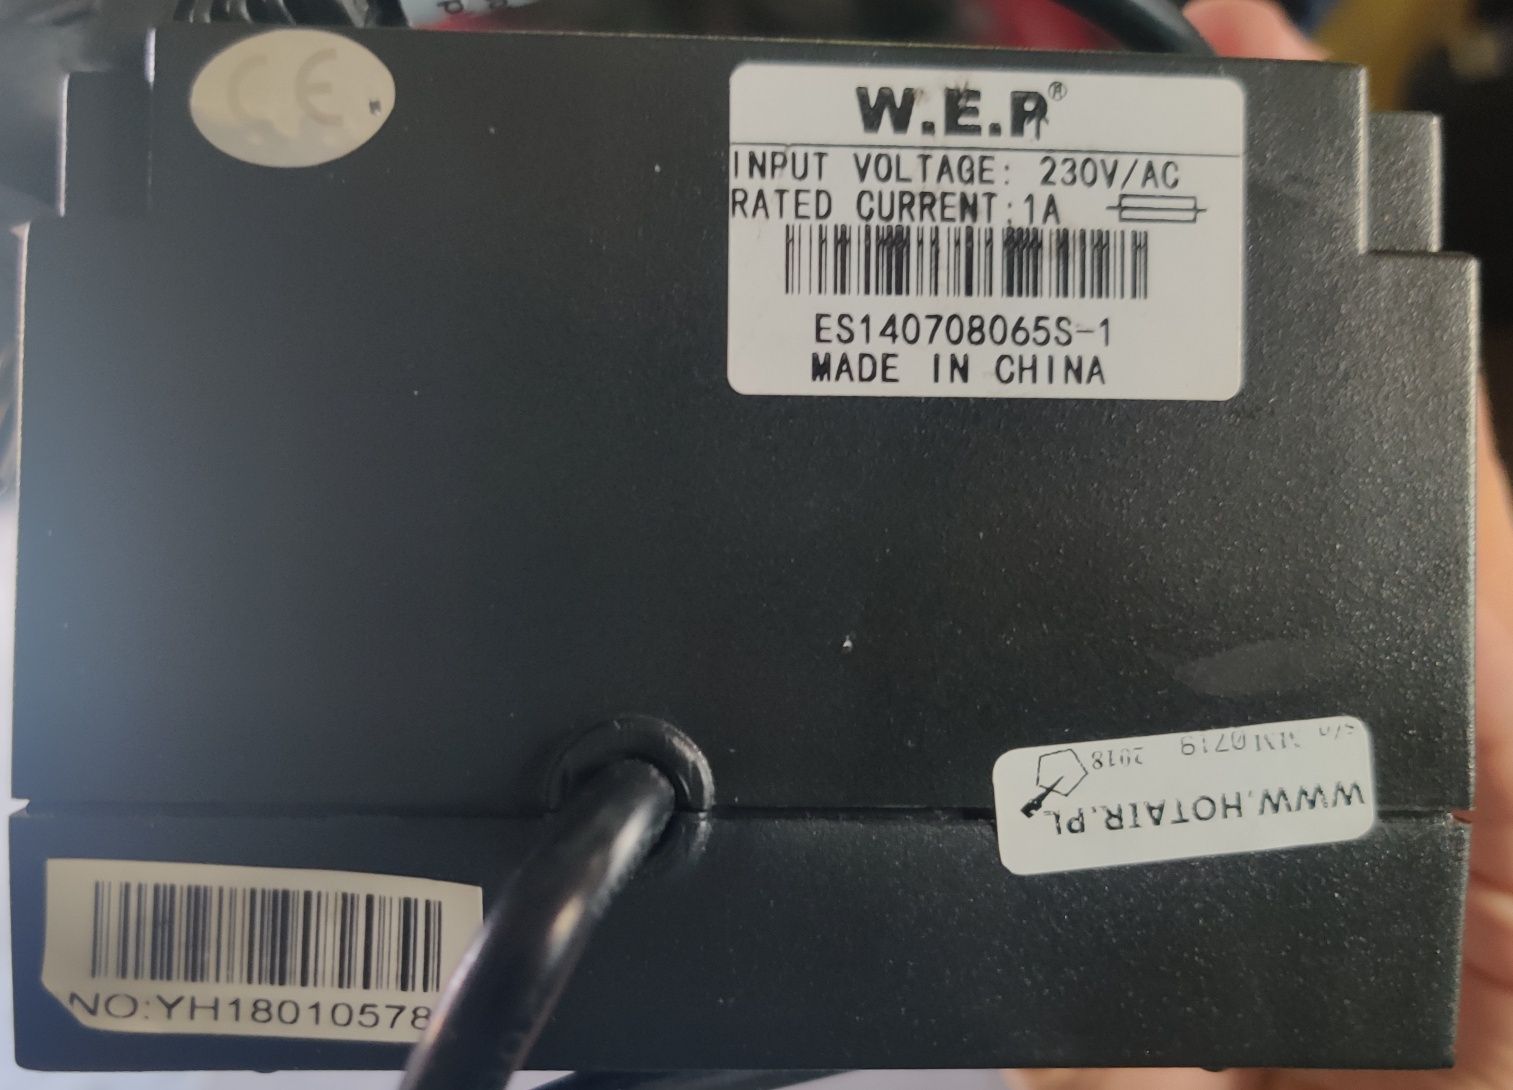 CE
W.E.P®
INPUT VOLTAGE: 230V/AC
RATED CURRENT:1A
ES140708065S-1
MADE IN CHINA
WWW.HOTAIR.PL
2018
NO:YH18010578